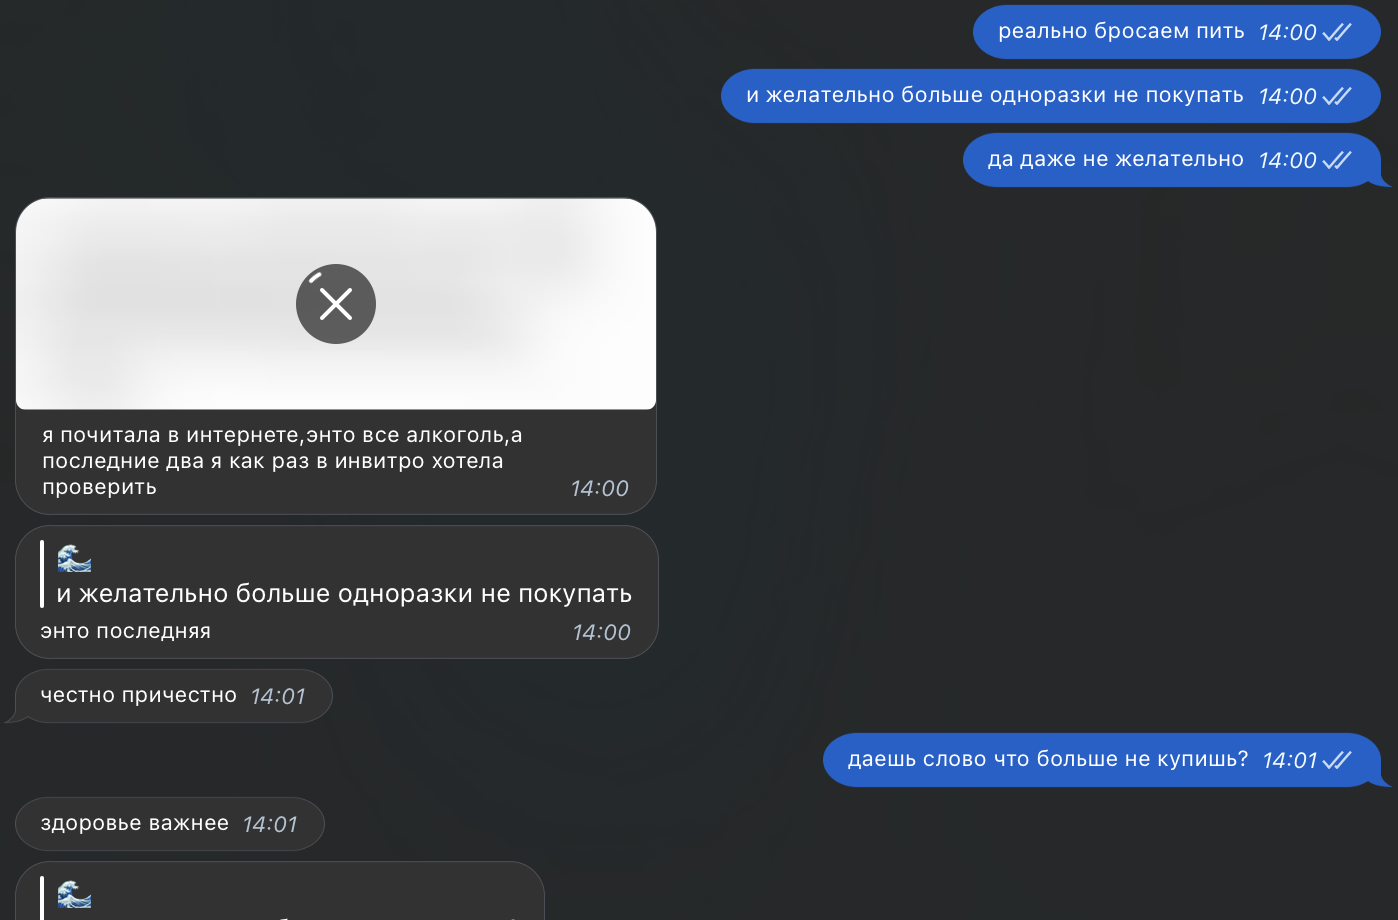 реально бросаем пить 14:00
и желательно больше одноразки не покупать 14:00
да даже не желательно 14:00
я почитала в интернете,энто все алкоголь,а
последние два я как раз в инвитро хотела
проверить 14:00
и желательно больше одноразки не покупать
энто последняя 14:00
честно причестно 14:01
даешь слово что больше не купишь? 14:01
здоровье важнее 14:01